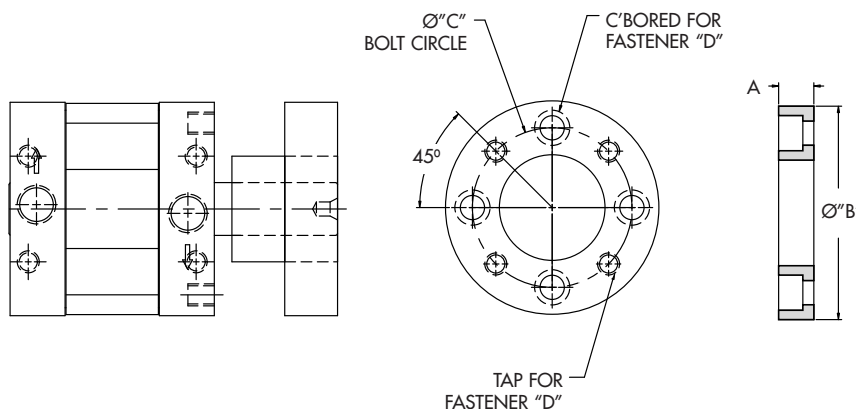 Ø"C"
BOLT CIRCLE
C'BORED FOR
FASTENER "D"
A
45º
Ø"B
TAP FOR
FASTENER "D"